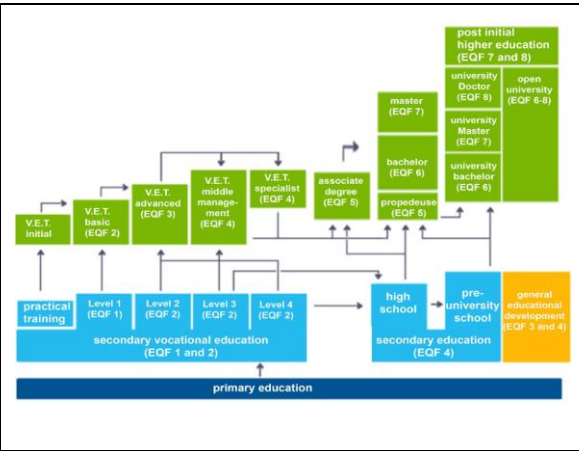 post initial
higher education
(EQF 7 and 8)
university
Doctor
(EQF 8)
open
university
(EQF 6-8)
master
(EQF 7)
university
Master
(EQF 7)
bachelor
(EQF 6)
university
bachelor
(EQF 6)
V.E.T.
initial
V.E.T.
basic
(EQF 2)
V.E.T.
advanced
(EQF 3)
V.E.T.
middle
manage-
ment
(EQF 4)
V.E.T.
specialist
(EQF 4)
associate
degree
(EQF 5)
propedeuse
(EQF 5)
practical
training
Level 1
(EQF 1)
Level 2
(EQF 2)
Level 3
(EQF 2)
Level 4
(EQF 2)
secondary vocational education
(EQF 1 and 2)
high
school
pre-
university
school
secondary education
(EQF 4)
general
educational
development
(EQF 3 and 4)
primary education